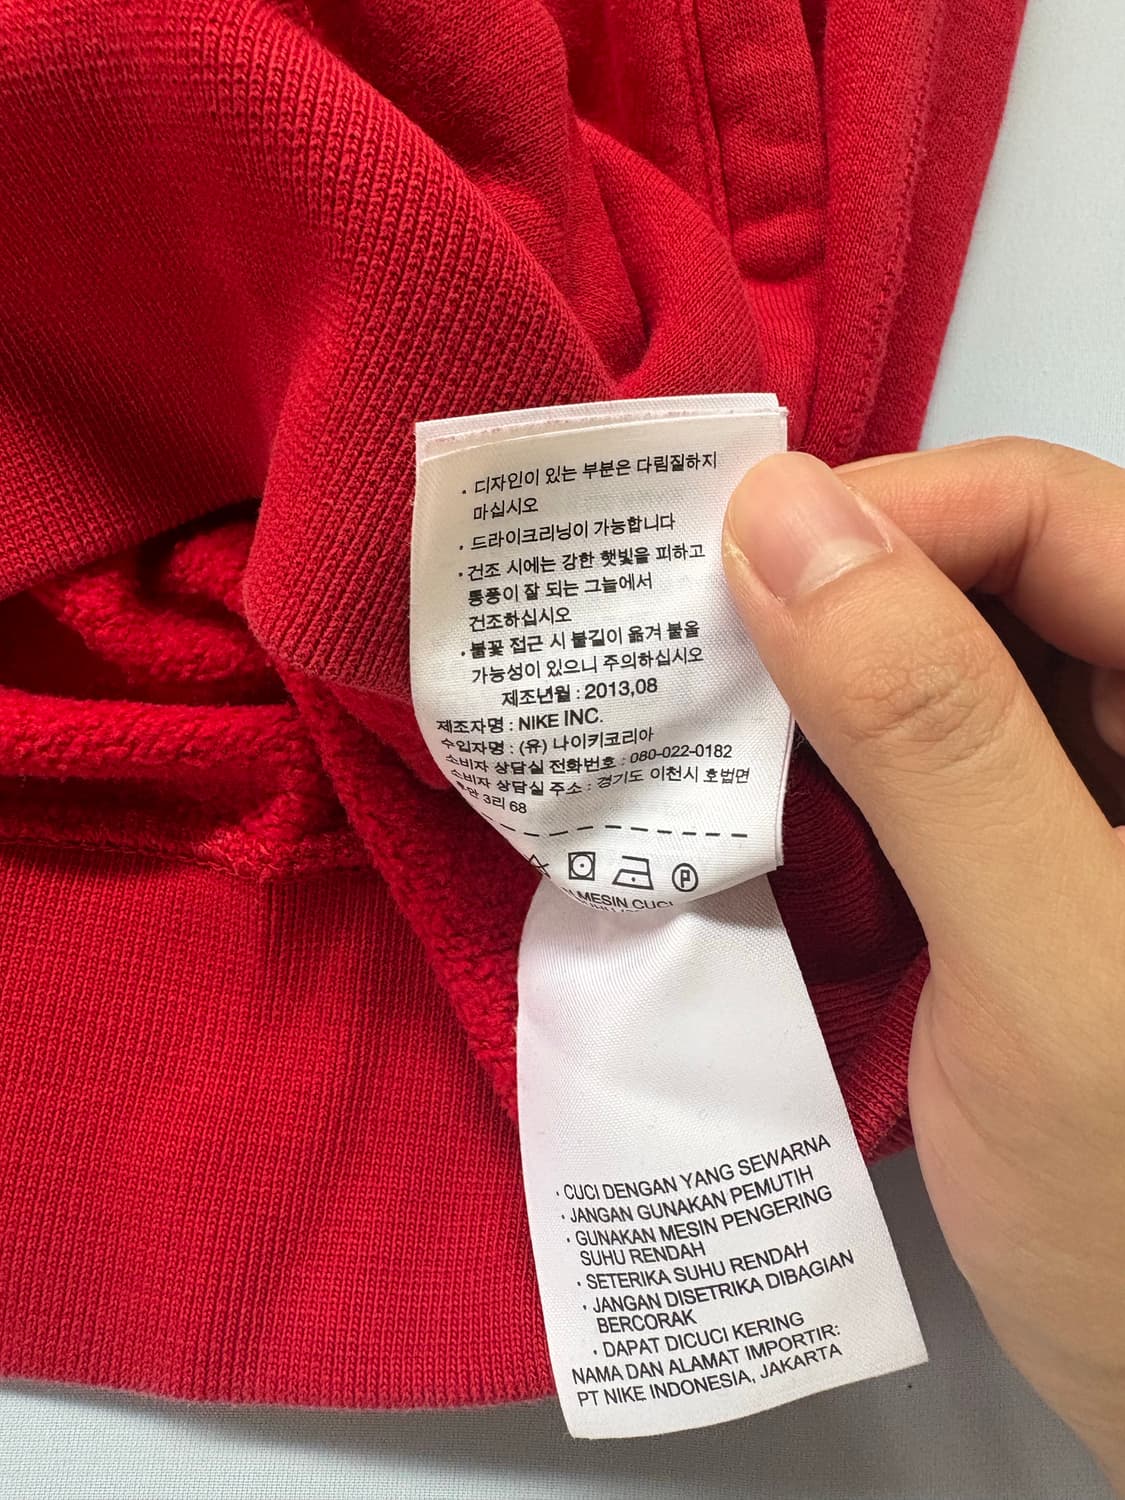 · 디자인이 있는 부분은 다림질하지
마십시오
· 드라이크리닝이 가능합니다
· 건조 시에는 강한 햇빛을 피하고
통풍이 잘 되는 그늘에서
건조하십시오
· 불꽃 접근 시 불길이 옮겨 붙을
가능성이 있으니 주의하십시오
제조년월 : 2013,08
제조자명 : NIKE INC.
수입자명 : (유) 나이키코리아
소비자 상담실 전화번호 : 080-022-0182
소비자 상담실 주소 : 경기도 이천시 호법면
3리 68
P
MESIN CUCI
· CUCI DENGAN YANG SEWARNA
· JANGAN GUNAKAN PEMUTIH
· GUNAKAN MESIN PENGERING
SUHU RENDAH
· SETERIKA SUHU RENDAH
· JANGAN DISETRIKA DIBAGIAN
BERCORAK
· DAPAT DICUCI KERING
NAMA DAN ALAMAT IMPORTIR:
PT NIKE INDONESIA, JAKARTA